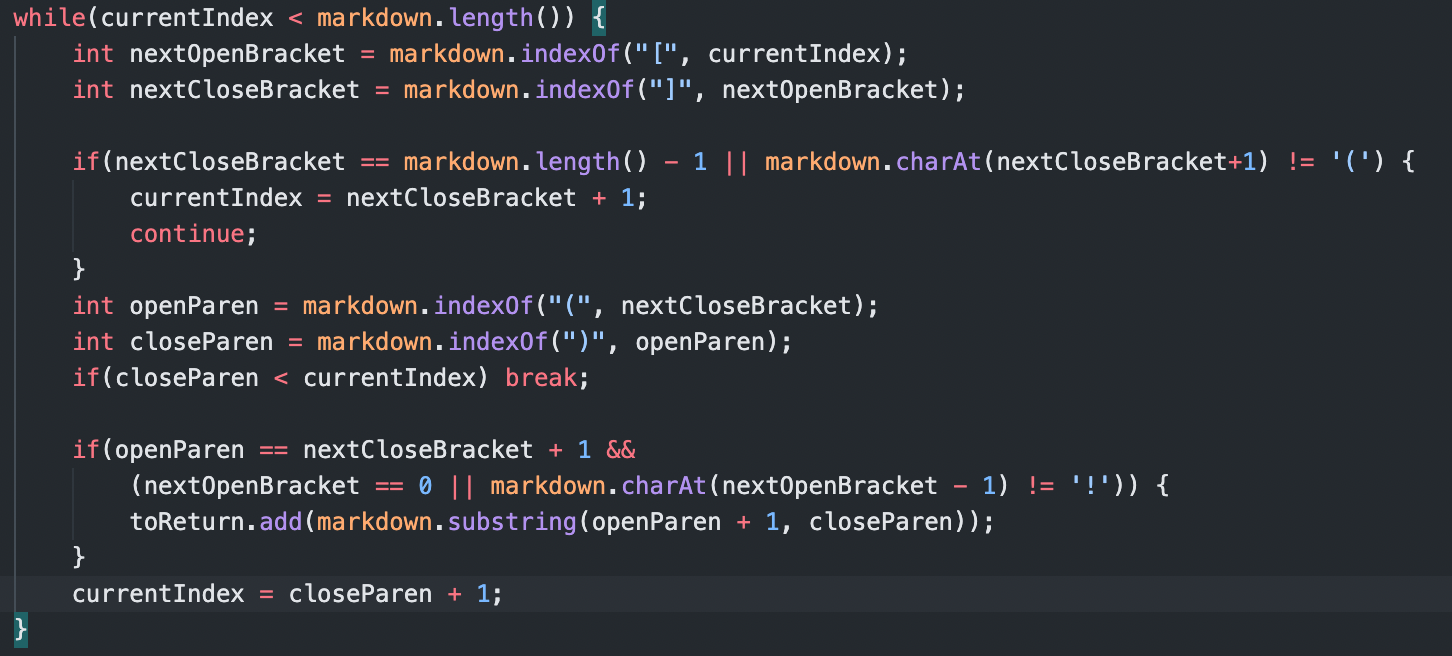 while(currentIndex < markdown.length()) {
    int nextOpenBracket = markdown.indexOf("[", currentIndex);
    int nextCloseBracket = markdown.indexOf("]", nextOpenBracket);

    if(nextCloseBracket == markdown.length() - 1 || markdown.charAt(nextCloseBracket+1) != '(') {
        currentIndex = nextCloseBracket + 1;
        continue;
    }
    int openParen = markdown.indexOf("(", nextCloseBracket);
    int closeParen = markdown.indexOf(")", openParen);
    if(closeParen < currentIndex) break;

    if(openParen == nextCloseBracket + 1 &&
        (nextOpenBracket == 0 || markdown.charAt(nextOpenBracket - 1) != '!')) {
        toReturn.add(markdown.substring(openParen + 1, closeParen));
    }
    currentIndex = closeParen + 1;
}